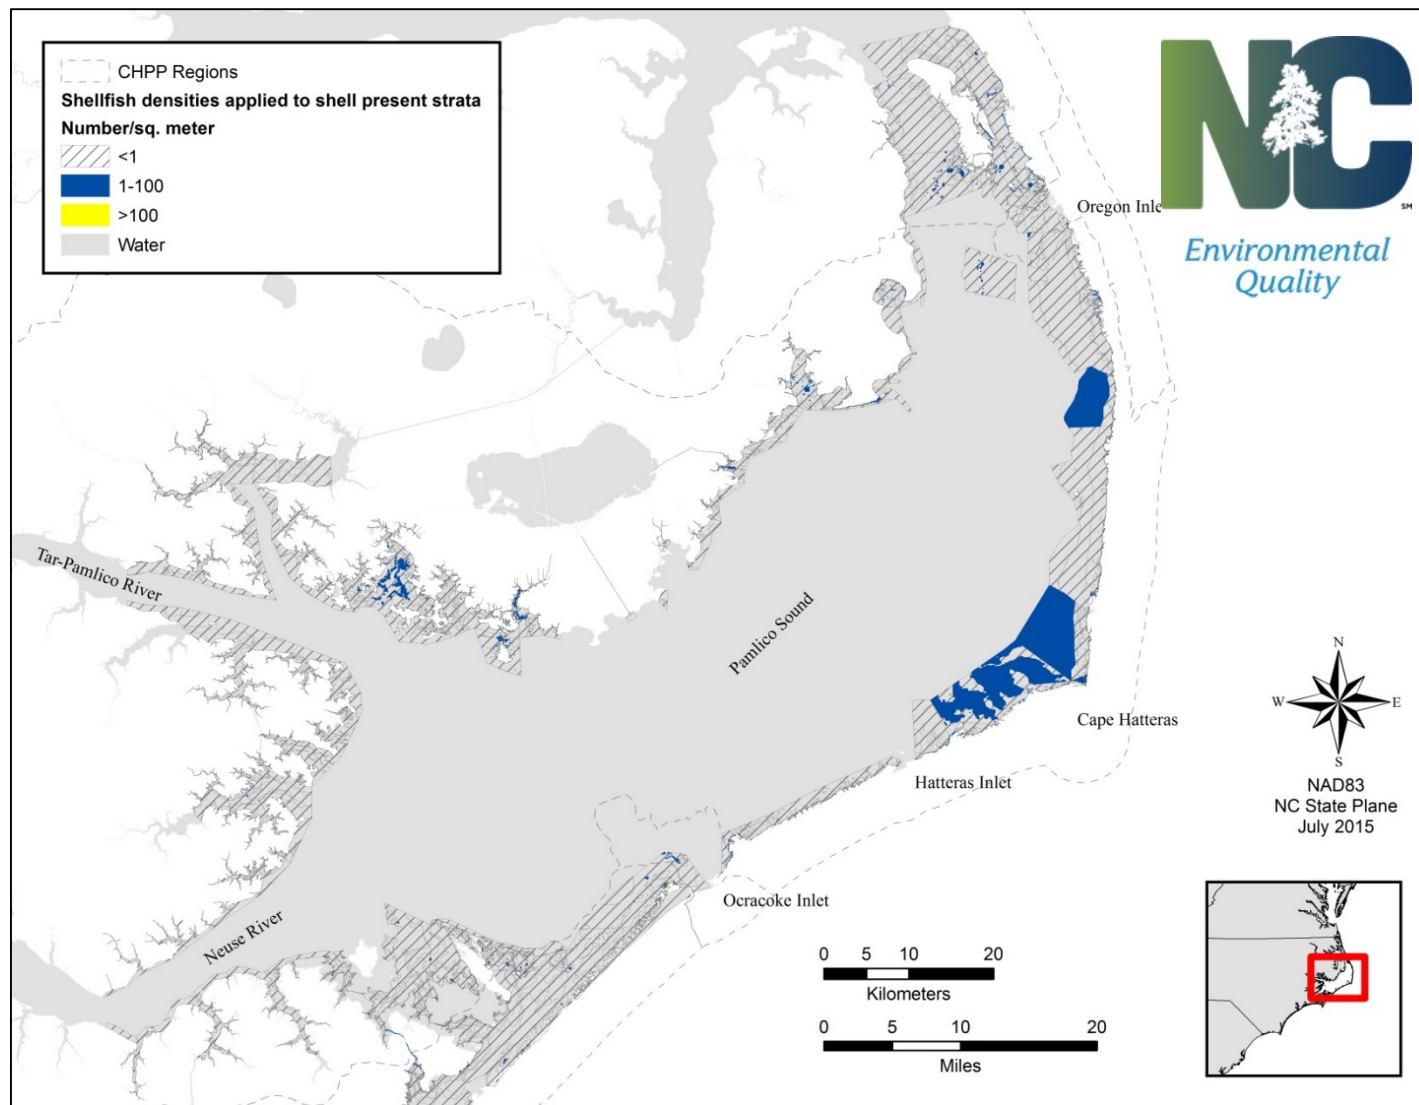 CHPP Regions
Shellfish densities applied to shell present strata
Number/sq. meter
<1
1-100
>100
Water
NC
SM
Environmental
Quality
Oregon Inle
Tar-Pamlico River
Pamlico Sound
Cape Hatteras
Hatteras Inlet
Ocracoke Inlet
Neuse River
N
W
E
S
NAD83
NC State Plane
July 2015
0 5 10 20
Kilometers
0 5 10 20
Miles